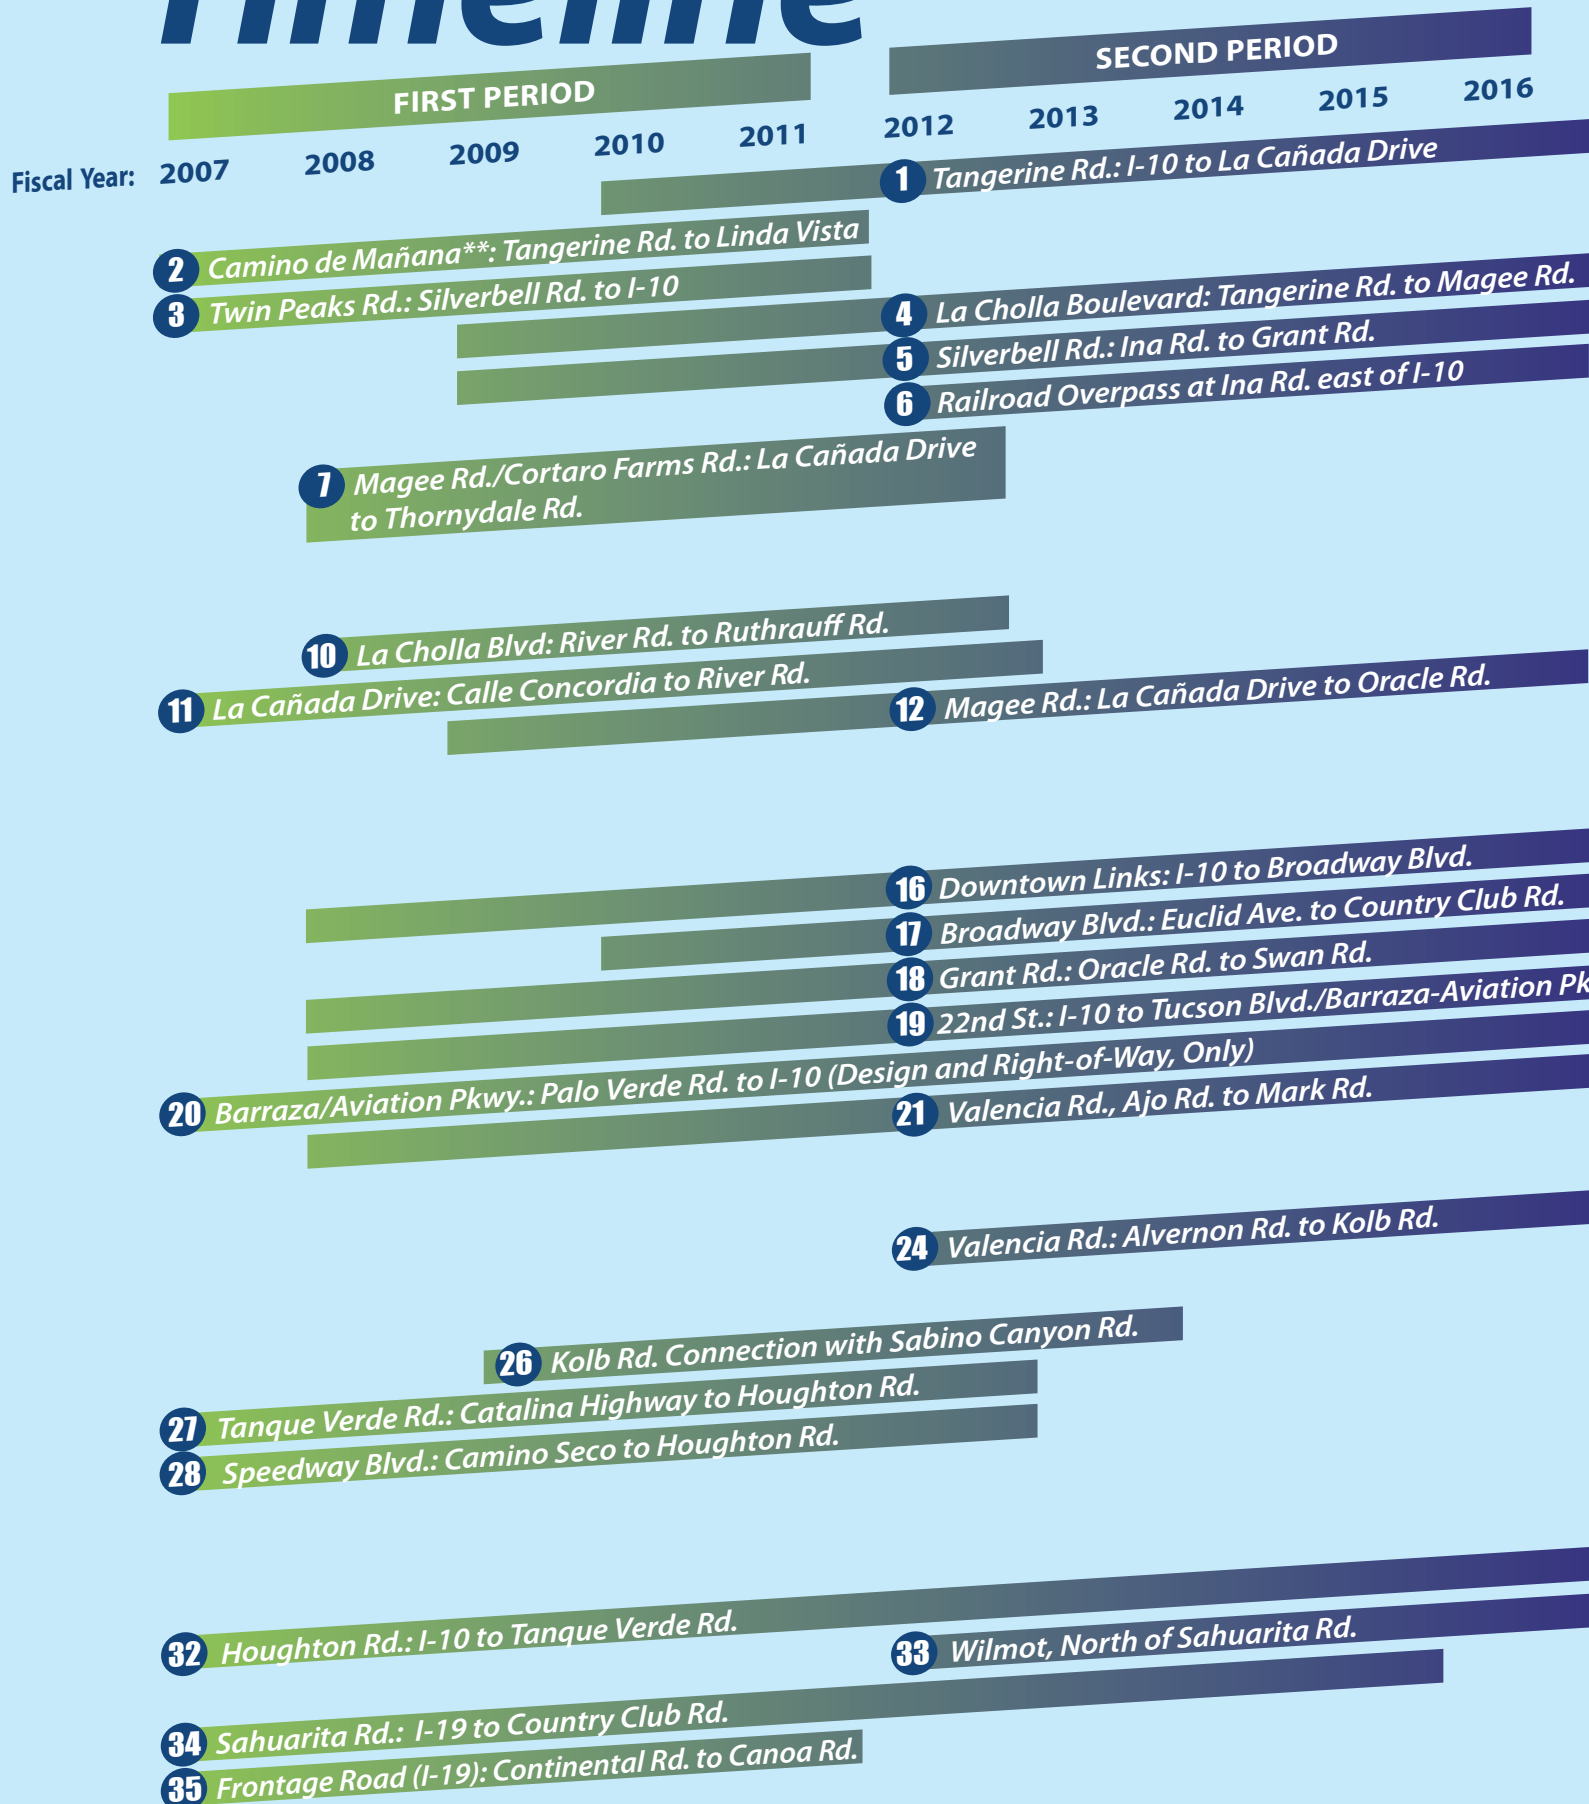 Timeline
FIRST PERIOD
SECOND PERIOD
Fiscal Year: 2007 2008 2009 2010 2011 2012 2013 2014 2015 2016
1 Tangerine Rd.: I-10 to La Cañada Drive
2 Camino de Mañana**: Tangerine Rd. to Linda Vista
3 Twin Peaks Rd.: Silverbell Rd. to I-10
4 La Cholla Boulevard: Tangerine Rd. to Magee Rd.
5 Silverbell Rd.: Ina Rd. to Grant Rd.
6 Railroad Overpass at Ina Rd. east of I-10
7 Magee Rd./Cortaro Farms Rd.: La Cañada Drive
to Thornydale Rd.
10 La Cholla Blvd: River Rd. to Ruthrauff Rd.
11 La Cañada Drive: Calle Concordia to River Rd.
12 Magee Rd.: La Cañada Drive to Oracle Rd.
16 Downtown Links: I-10 to Broadway Blvd.
17 Broadway Blvd.: Euclid Ave. to Country Club Rd.
18 Grant Rd.: Oracle Rd. to Swan Rd.
19 22nd St.: I-10 to Tucson Blvd./Barraza-Aviation Pk
20 Barraza/Aviation Pkwy.: Palo Verde Rd. to I-10 (Design and Right-of-Way, Only)
21 Valencia Rd., Ajo Rd. to Mark Rd.
24 Valencia Rd.: Alvernon Rd. to Kolb Rd.
26 Kolb Rd. Connection with Sabino Canyon Rd.
27 Tanque Verde Rd.: Catalina Highway to Houghton Rd.
28 Speedway Blvd.: Camino Seco to Houghton Rd.
32 Houghton Rd.: I-10 to Tanque Verde Rd.
33 Wilmot, North of Sahuarita Rd.
34 Sahuarita Rd.: I-19 to Country Club Rd.
35 Frontage Road (I-19): Continental Rd. to Canoa Rd.